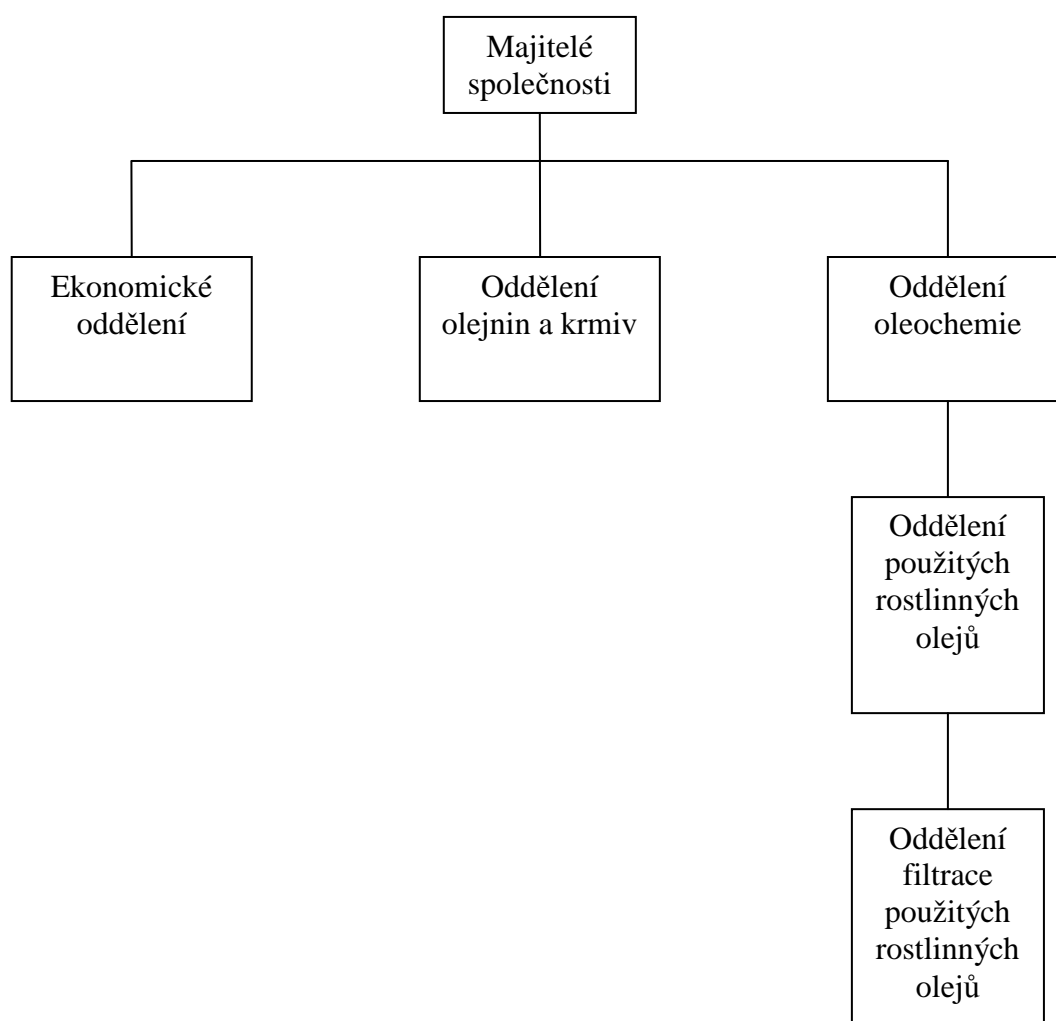 Majitelé
společnosti
Ekonomické
oddělení
Oddělení
olejnin a krmiv
Oddělení
oleochemie
Oddělení
použitých
rostlinných
olejů
Oddělení
filtrace
použitých
rostlinných
olejů